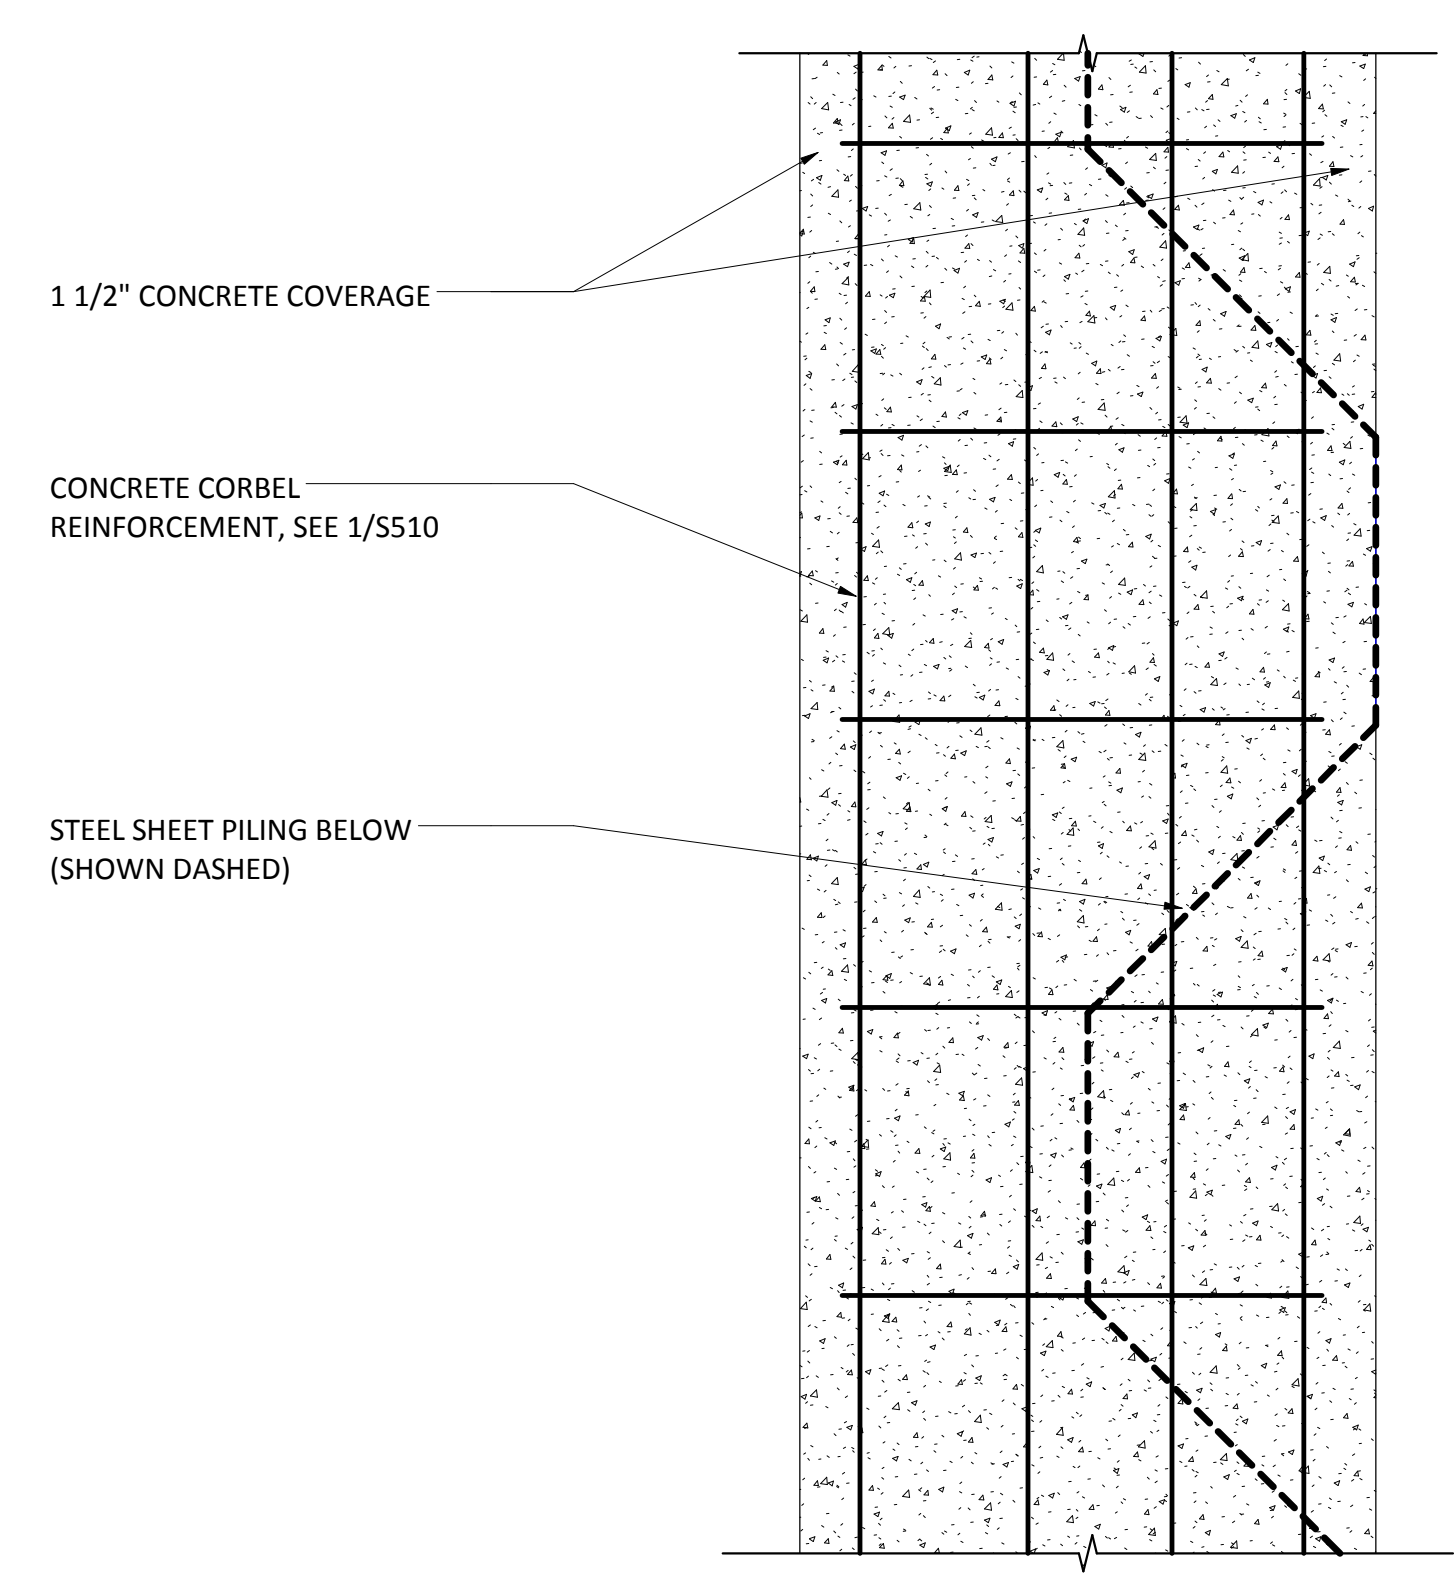 1 1/2" CONCRETE COVERAGE
CONCRETE CORBEL
REINFORCEMENT, SEE 1/S510
STEEL SHEET PILING BELOW
(SHOWN DASHED)